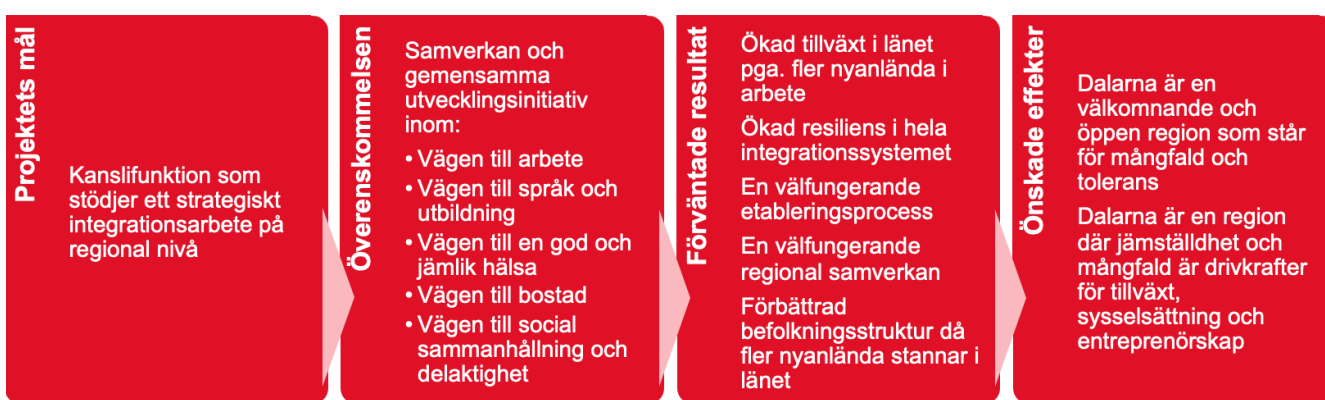 Projektets mål
Kanslifunktion som
stödjer ett strategiskt
integrationsarbete på
regional nivå
Överenskommelsen
Samverkan och
gemensamma
utvecklingsinitiativ
inom:
• Vägen till arbete
• Vägen till språk och
utbildning
• Vägen till en god och
jämlik hälsa
• Vägen till bostad
• Vägen till social
sammanhållning och
delaktighet
Förväntade resultat
Ökad tillväxt i länet
pga. fler nyanlända i
arbete
Ökad resiliens i hela
integrationssystemet
En välfungerande
etableringsprocess
En välfungerande
regional samverkan
Förbättrad
befolkningsstruktur då
fler nyanlända stannar i
länet
Önskade effekter
Dalarna är en
välkomnande och
öppen region som står
för mångfald och
tolerans
Dalarna är en region
där jämställdhet och
mångfald är drivkrafter
för tillväxt,
sysselsättning och
entreprenörskap